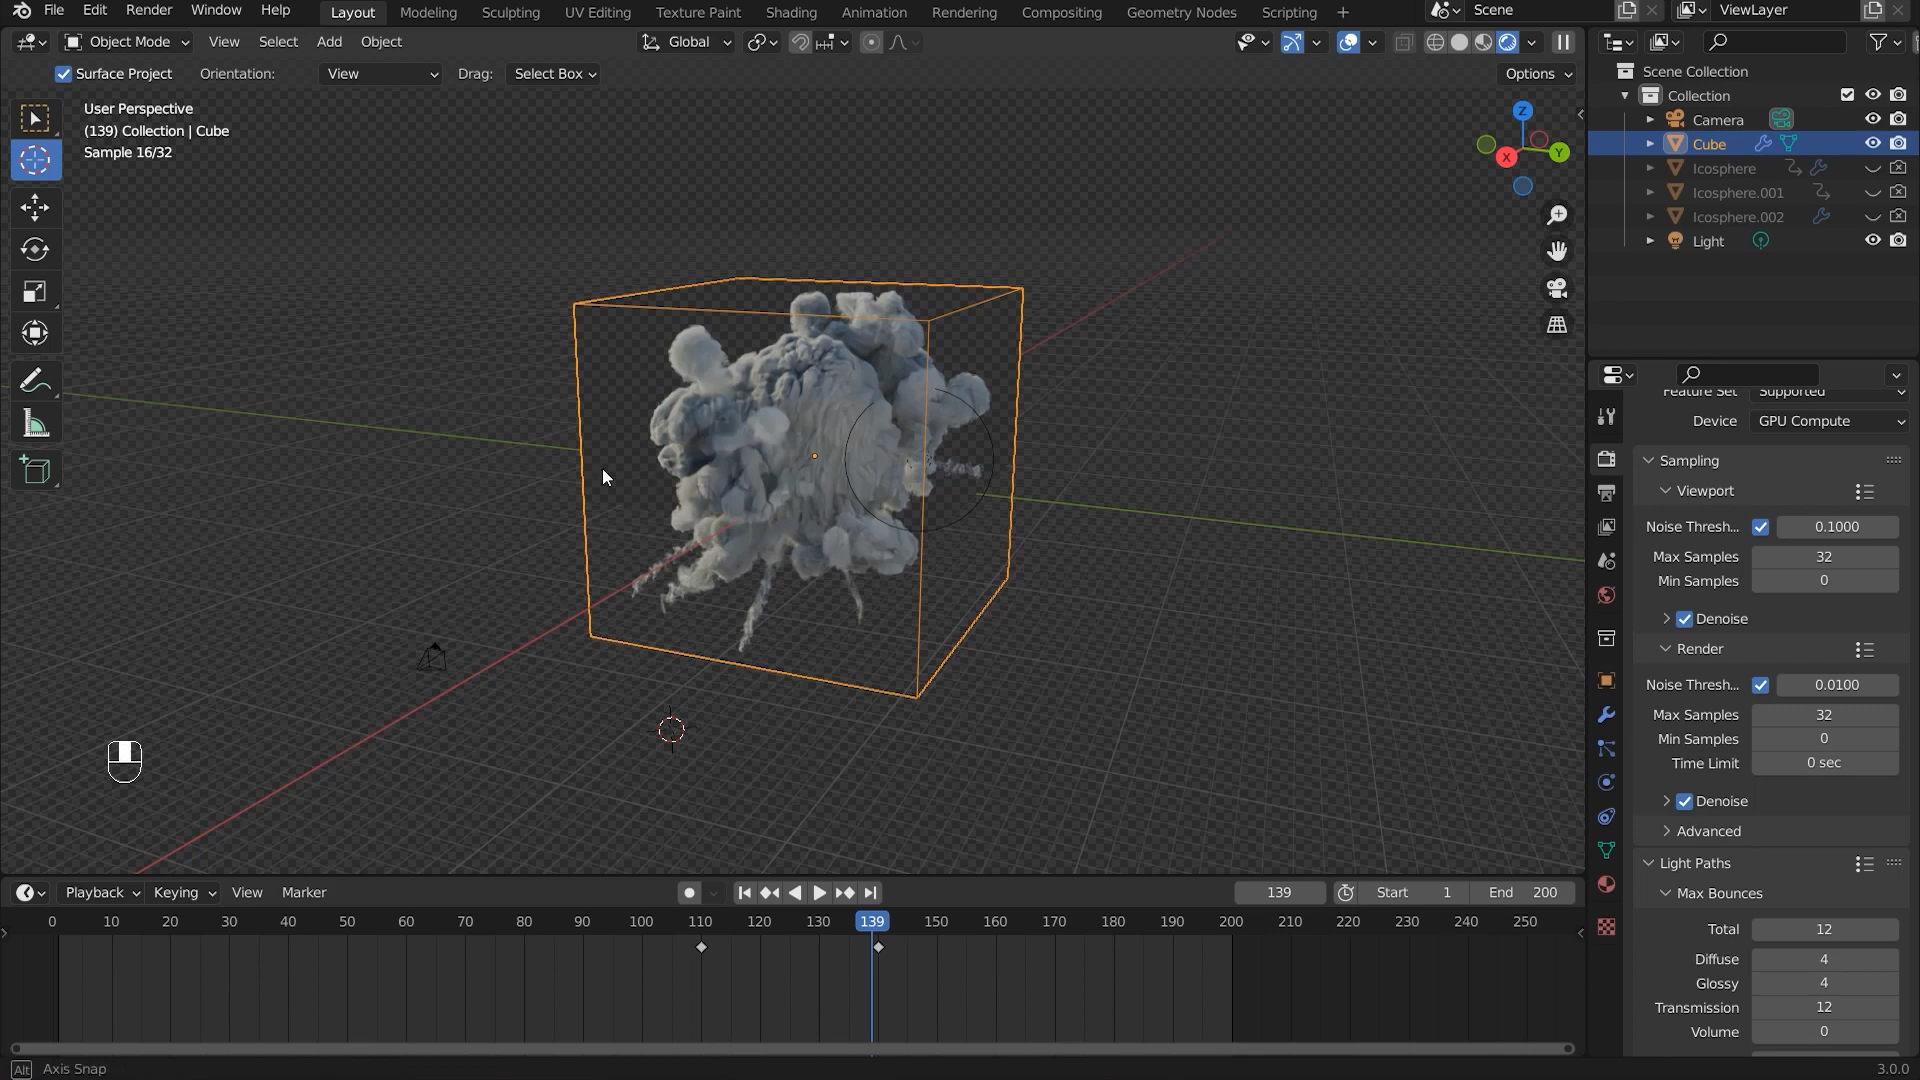 File Edit Render Window Help Layout Modeling Sculpting UV Editing Texture Paint Shading Animation Rendering Compositing Geometry Nodes Scripting + Scene ViewLayer
Object Mode View Select Add Object Global
Surface Project Orientation: View Drag: Select Box Options
User Perspective
(139) Collection | Cube
Sample 16/32
Z
X
Y
Scene Collection
Collection
Camera
Cube
Icosphere
Icosphere.001
Icosphere.002
Light
Feature Set Supported
Device GPU Compute
Sampling
Viewport
Noise Thresh... 0.1000
Max Samples 32
Min Samples 0
Denoise
Render
Noise Thresh... 0.0100
Max Samples 32
Min Samples 0
Time Limit 0 sec
Denoise
Advanced
Light Paths
Max Bounces
Total 12
Diffuse 4
Glossy 4
Transmission 12
Volume 0
Playback Keying View Marker 139 Start 1 End 200
0 10 20 30 40 50 60 70 80 90 100 110 120 130 139 150 160 170 180 190 200 210 220 230 240 250
Alt Axis Snap 3.0.0